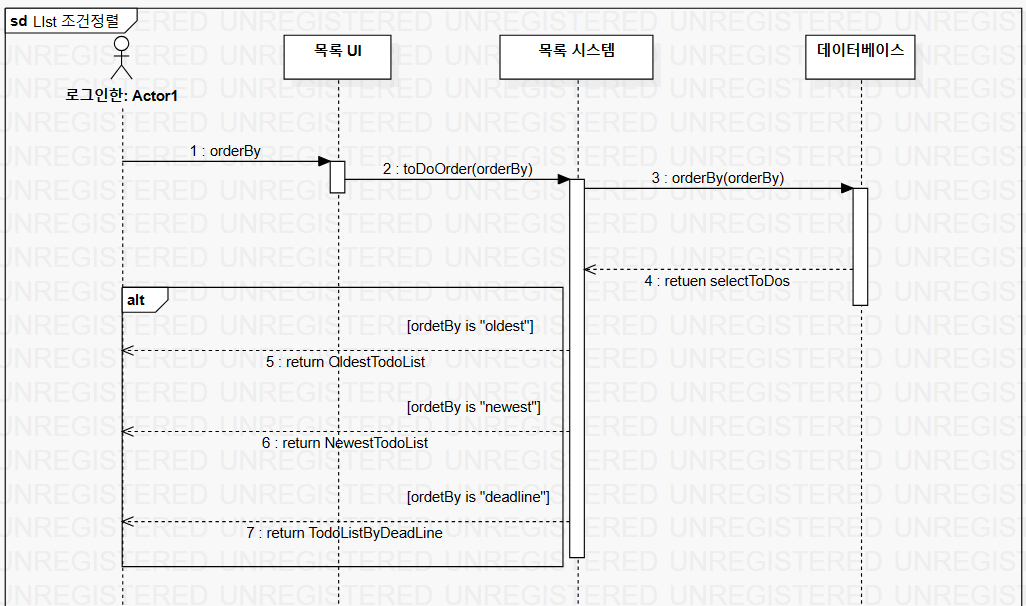 sd LIst 조건정렬
로그인한: Actor1
목록 UI
목록 시스템
데이터베이스
1 : orderBy
2 : toDoOrder(orderBy)
3 : orderBy(orderBy)
4 : retuen selectToDos
alt
[ordetBy is "oldest"]
5 : return OldestTodoList
[ordetBy is "newest"]
6 : return NewestTodoList
[ordetBy is "deadline"]
7 : return TodoListByDeadLine
UNREGISTERED